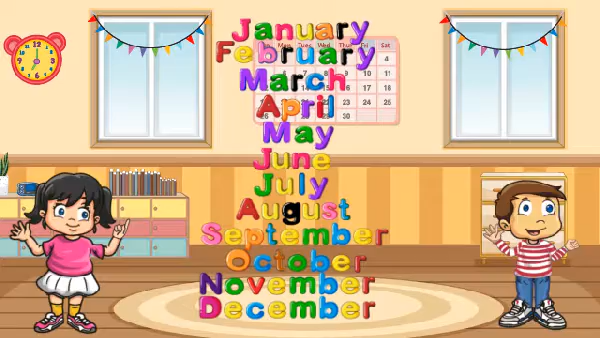 January
February
March
April
May
June
July
August
September
October
November
December